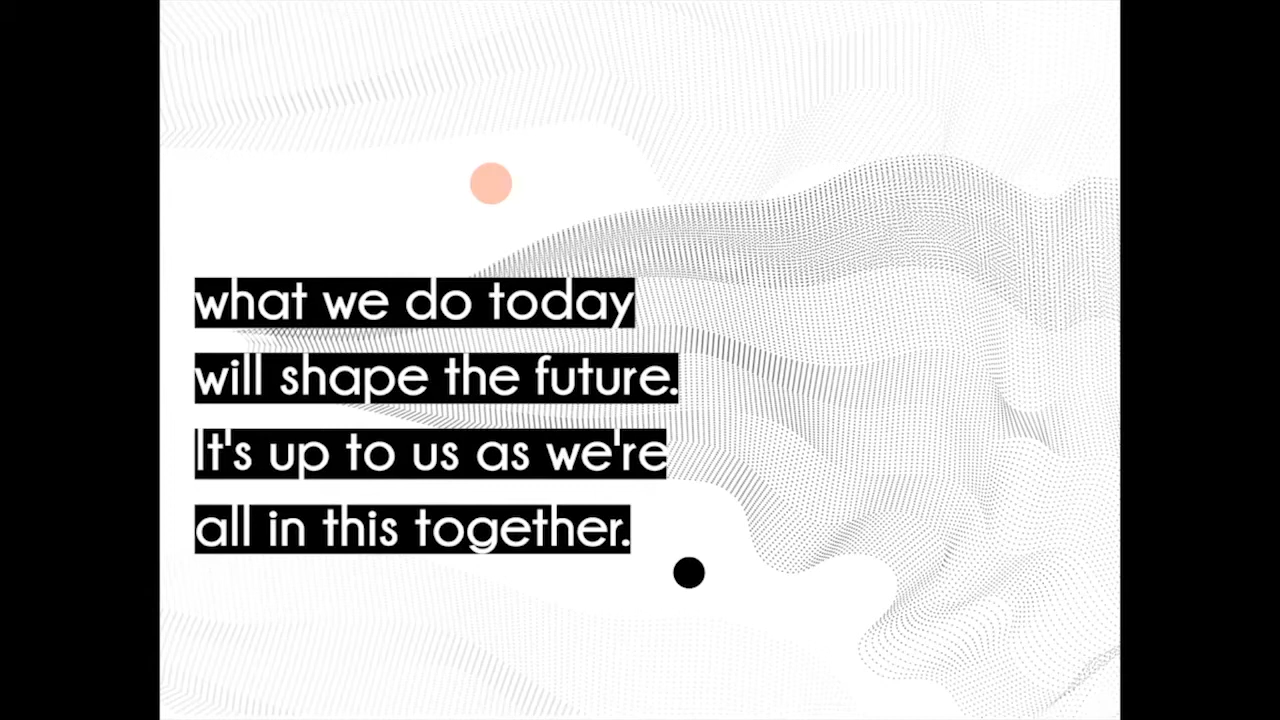 what we do today
will shape the future.
It's up to us as we're
all in this together.